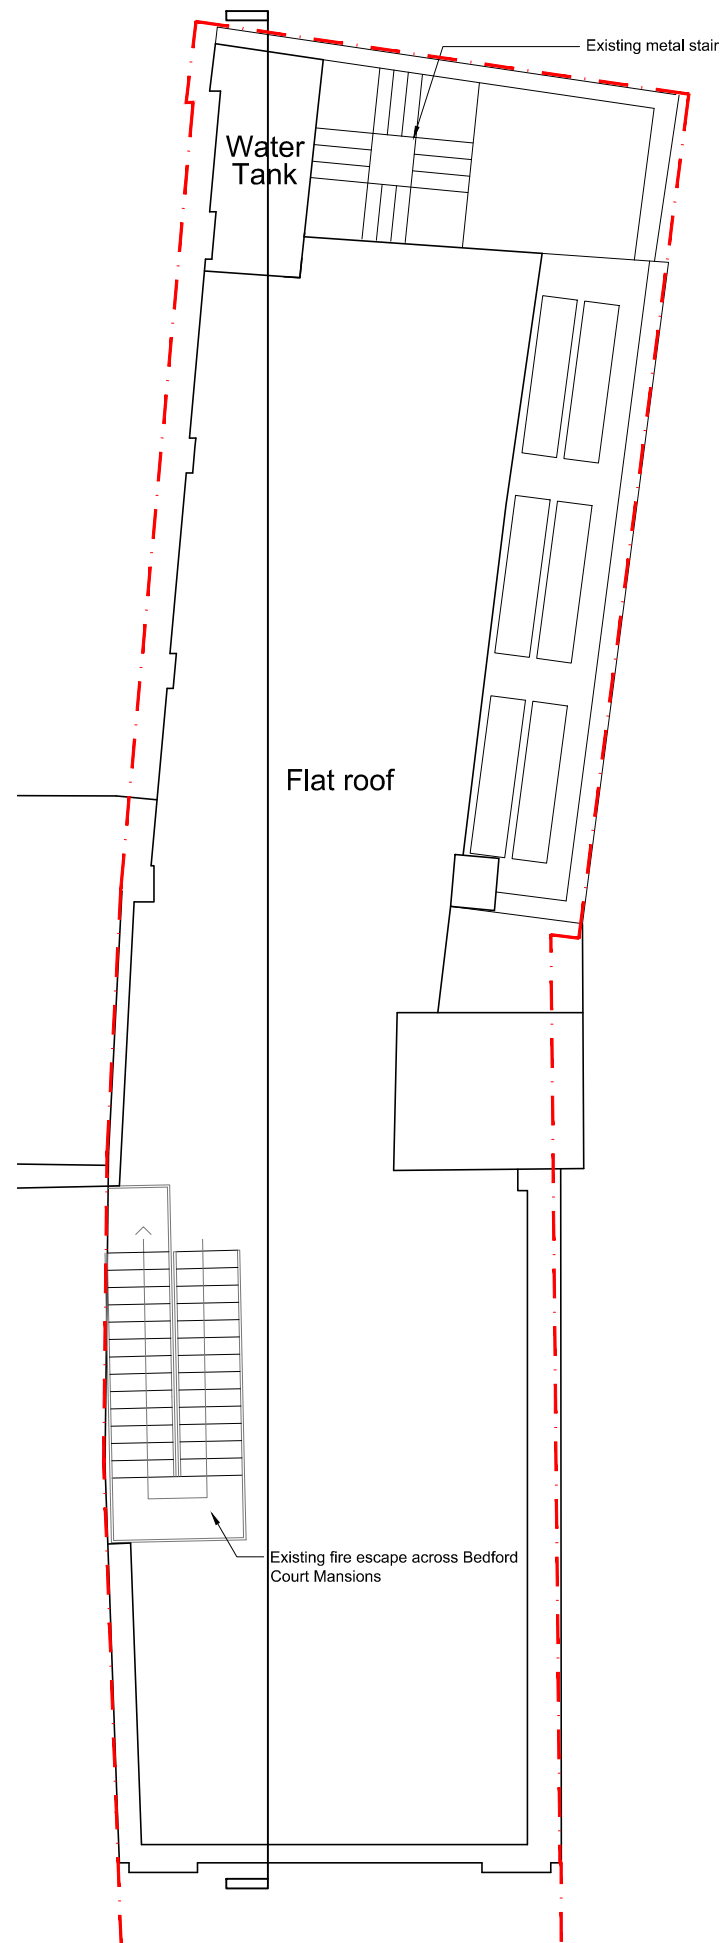 Existing metal stair
Water
Tank
Flat roof
Existing fire escape across Bedford
Court Mansions